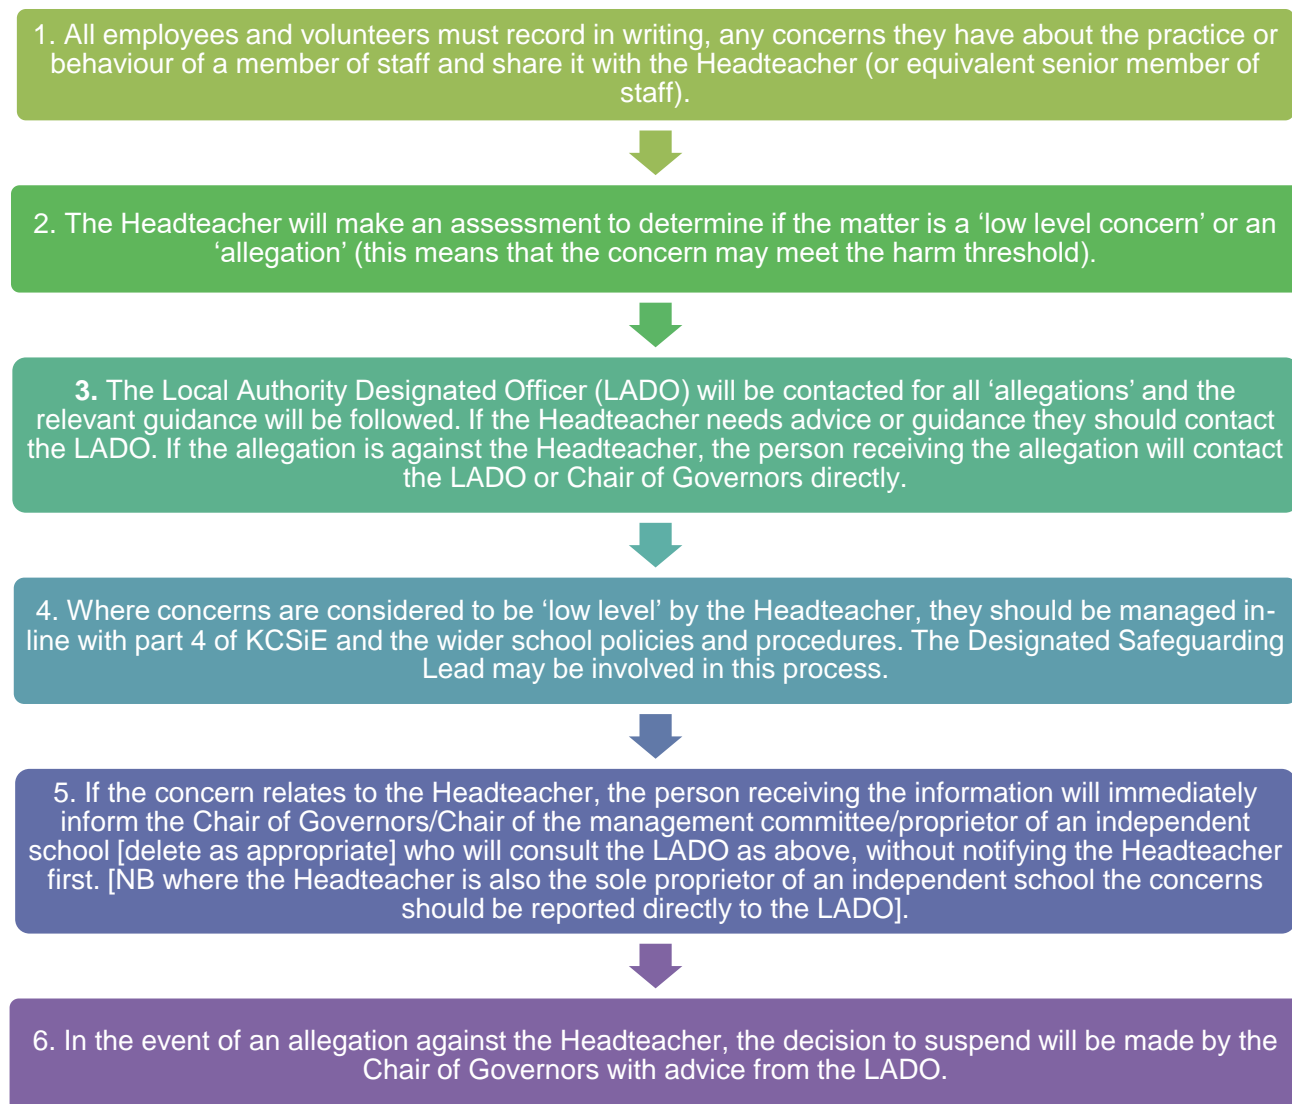 1. All employees and volunteers must record in writing, any concerns they have about the practice or
behaviour of a member of staff and share it with the Headteacher (or equivalent senior member of
staff).
2. The Headteacher will make an assessment to determine if the matter is a ‘low level concern’ or an
‘allegation’ (this means that the concern may meet the harm threshold).
3. The Local Authority Designated Officer (LADO) will be contacted for all ‘allegations’ and the
relevant guidance will be followed. If the Headteacher needs advice or guidance they should contact
the LADO. If the allegation is against the Headteacher, the person receiving the allegation will contact
the LADO or Chair of Governors directly.
4. Where concerns are considered to be ‘low level’ by the Headteacher, they should be managed in-
line with part 4 of KCSiE and the wider school policies and procedures. The Designated Safeguarding
Lead may be involved in this process.
5. If the concern relates to the Headteacher, the person receiving the information will immediately
inform the Chair of Governors/Chair of the management committee/proprietor of an independent
school [delete as appropriate] who will consult the LADO as above, without notifying the Headteacher
first. [NB where the Headteacher is also the sole proprietor of an independent school the concerns
should be reported directly to the LADO].
6. In the event of an allegation against the Headteacher, the decision to suspend will be made by the
Chair of Governors with advice from the LADO.